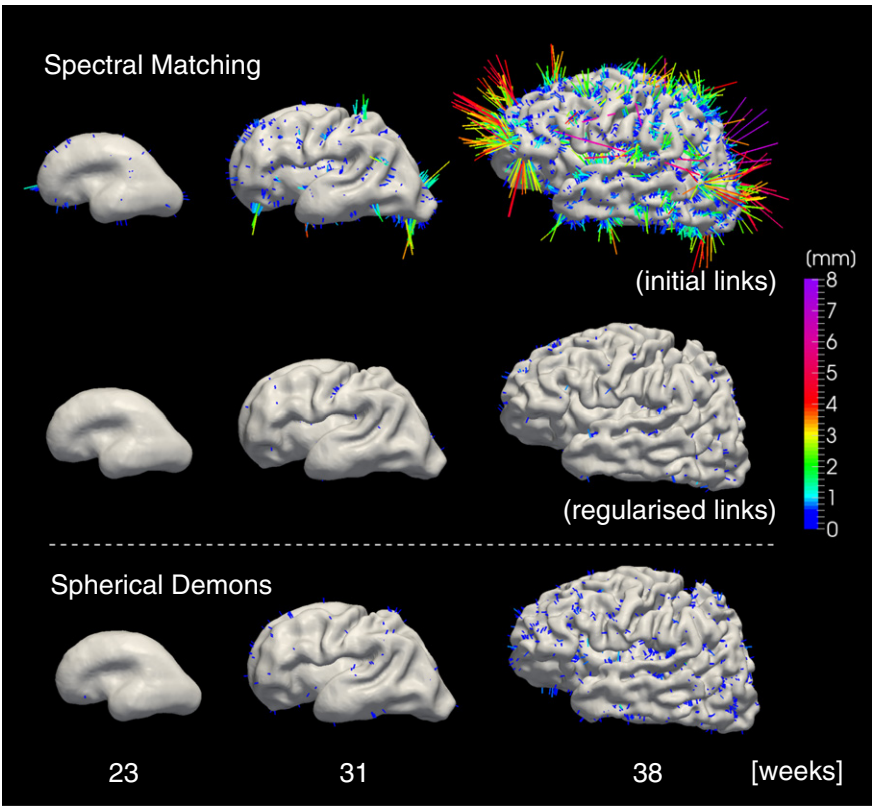 Spectral Matching
(mm)
(initial links)
8
7
6
5
4
3
2
1
0
(regularised links)
Spherical Demons
23 31 38 [weeks]